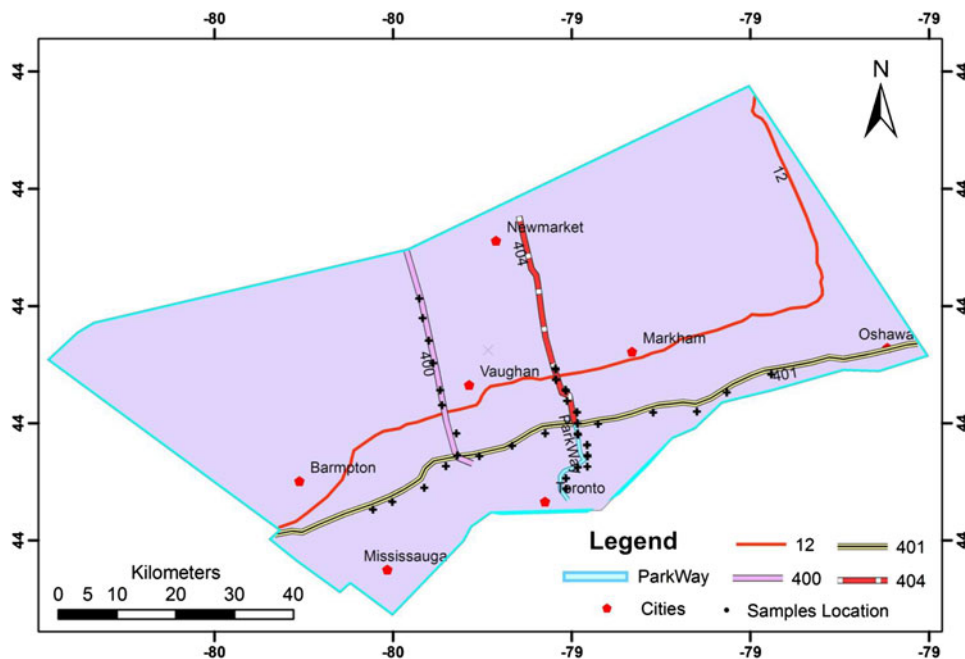 -80 -80 -79 -79 -79
44 44
N
12
44 44
Newmarket
404
44 44
Markham
Oshawa
400
Vaughan
401
44 44
ParkWay
Barmpton
Toronto
44 44
Legend
12
401
Mississauga
Kilometers
ParkWay
400
404
0 5 10 20 30 40
Cities
Samples Location
-80 -80 -79 -79 -79